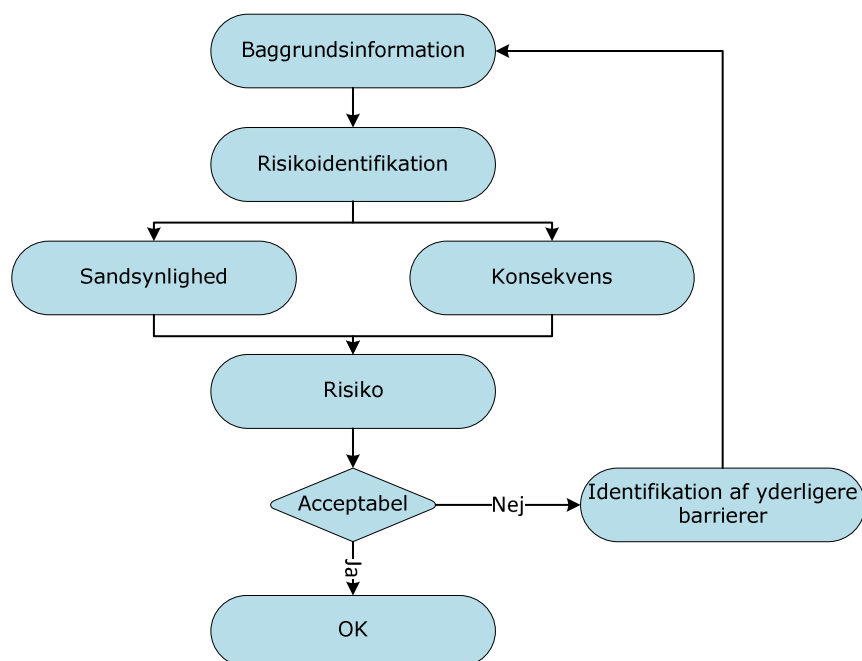 Baggrundsinformation
Risikoidentifikation
Sandsynlighed
Konsekvens
Risiko
Acceptabel
Nej
Identifikation af yderligere
barrierer
Ja
OK